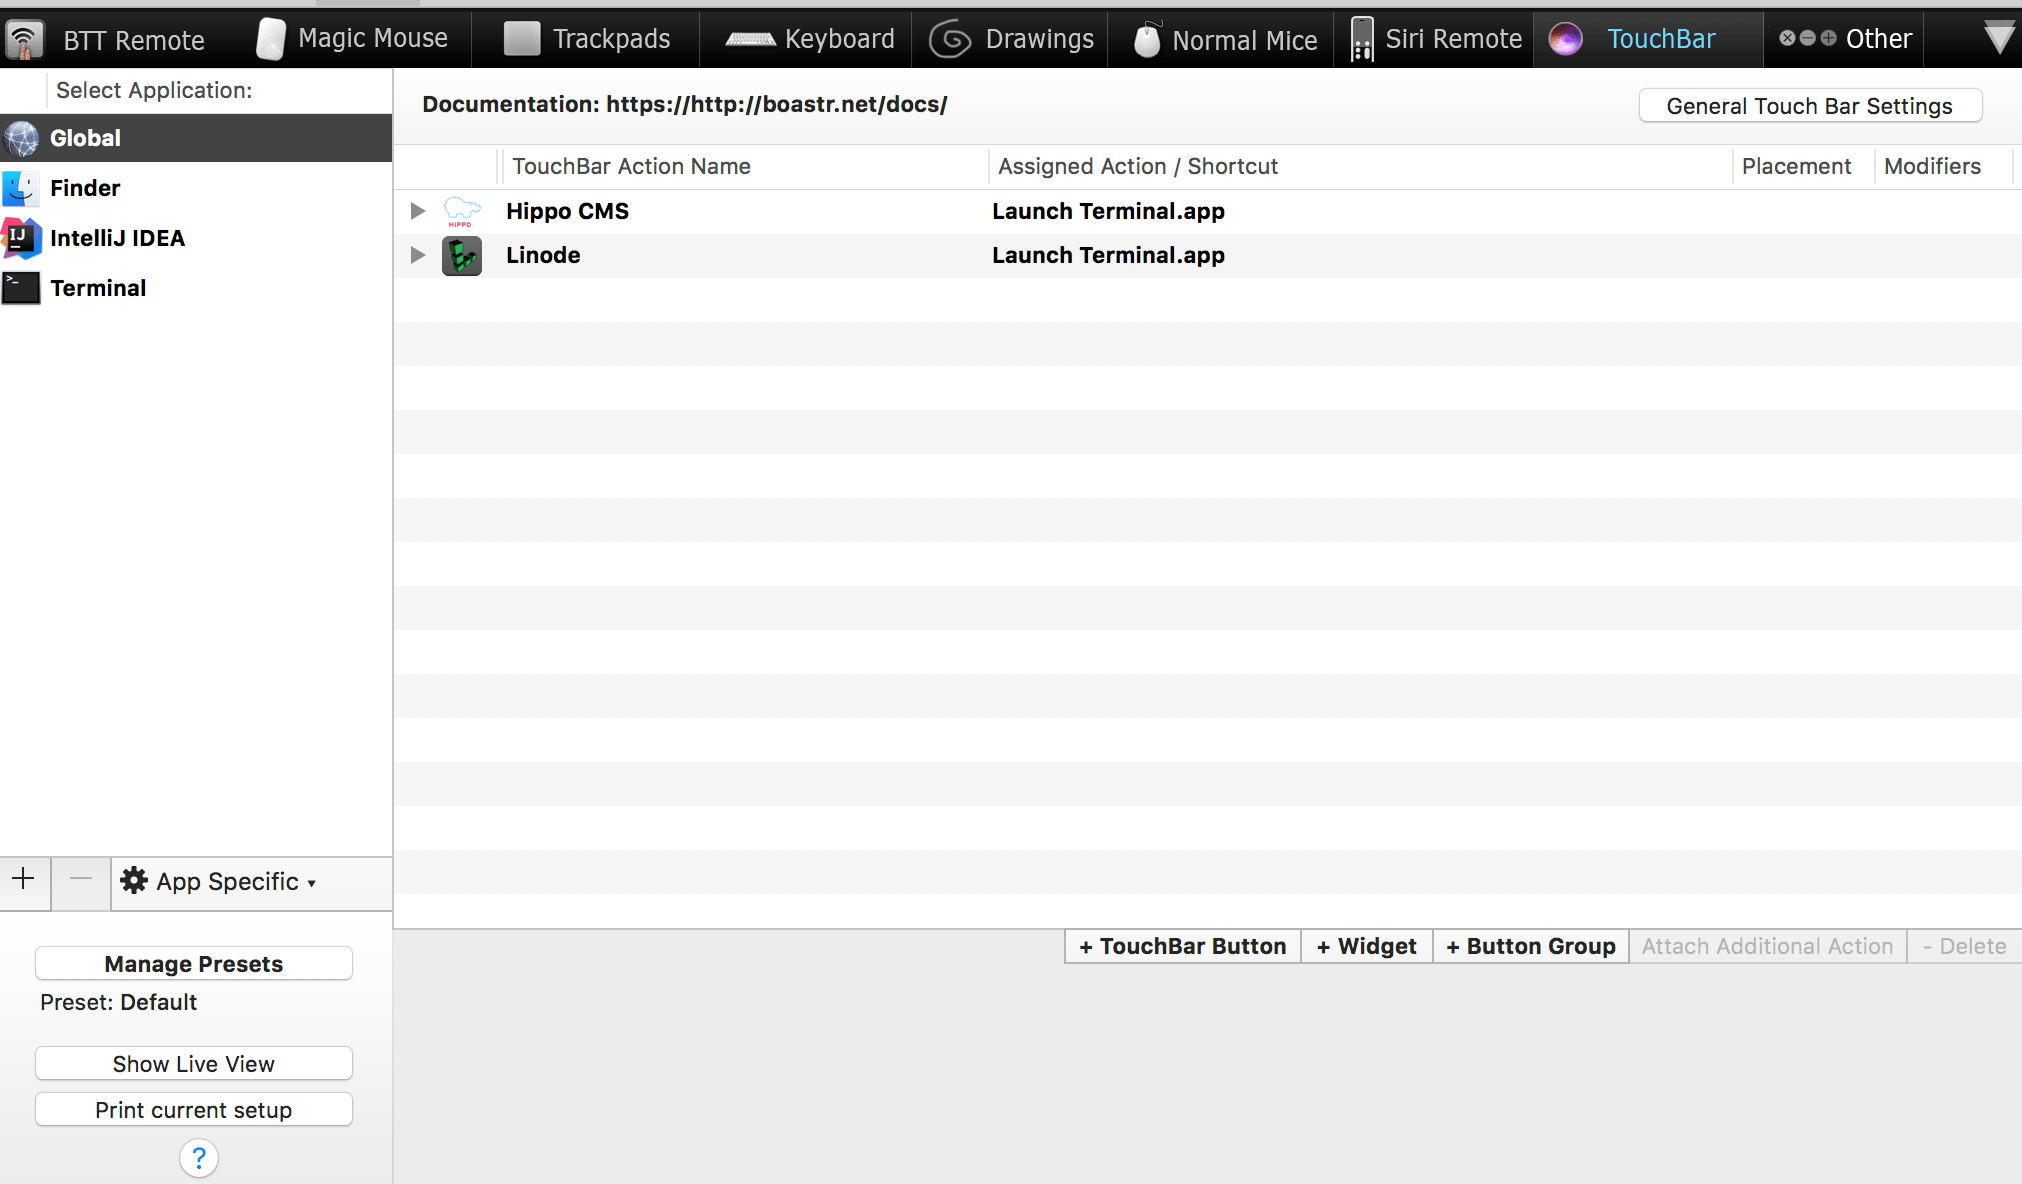 BTT Remote Magic Mouse Trackpads Keyboard Drawings Normal Mice Siri Remote TouchBar Other
Select Application:
Global
Finder
IJ IntelliJ IDEA
>_ Terminal
Documentation: https://http://boastr.net/docs/
General Touch Bar Settings
TouchBar Action Name Assigned Action / Shortcut Placement Modifiers
HIPPO Hippo CMS Launch Terminal.app
Linode Launch Terminal.app
+ − App Specific ▾
+ TouchBar Button + Widget + Button Group Attach Additional Action - Delete
Manage Presets
Preset: Default
Show Live View
Print current setup
?